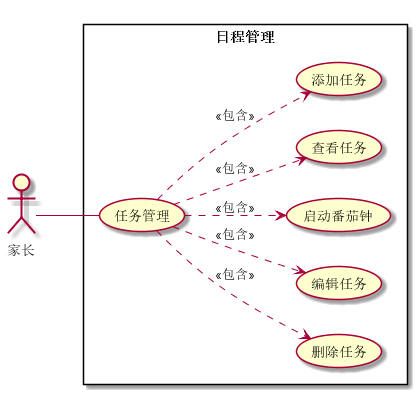 日程管理
添加任务
《包含》
查看任务
《包含》
启动番茄钟
《包含》
任务管理
《包含》
家长
编辑任务
《包含》
删除任务